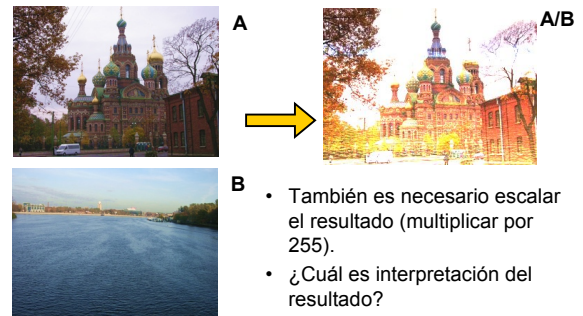 A
A/B
B
• También es necesario escalar
el resultado (multiplicar por
255).
• ¿Cuál es interpretación del
resultado?